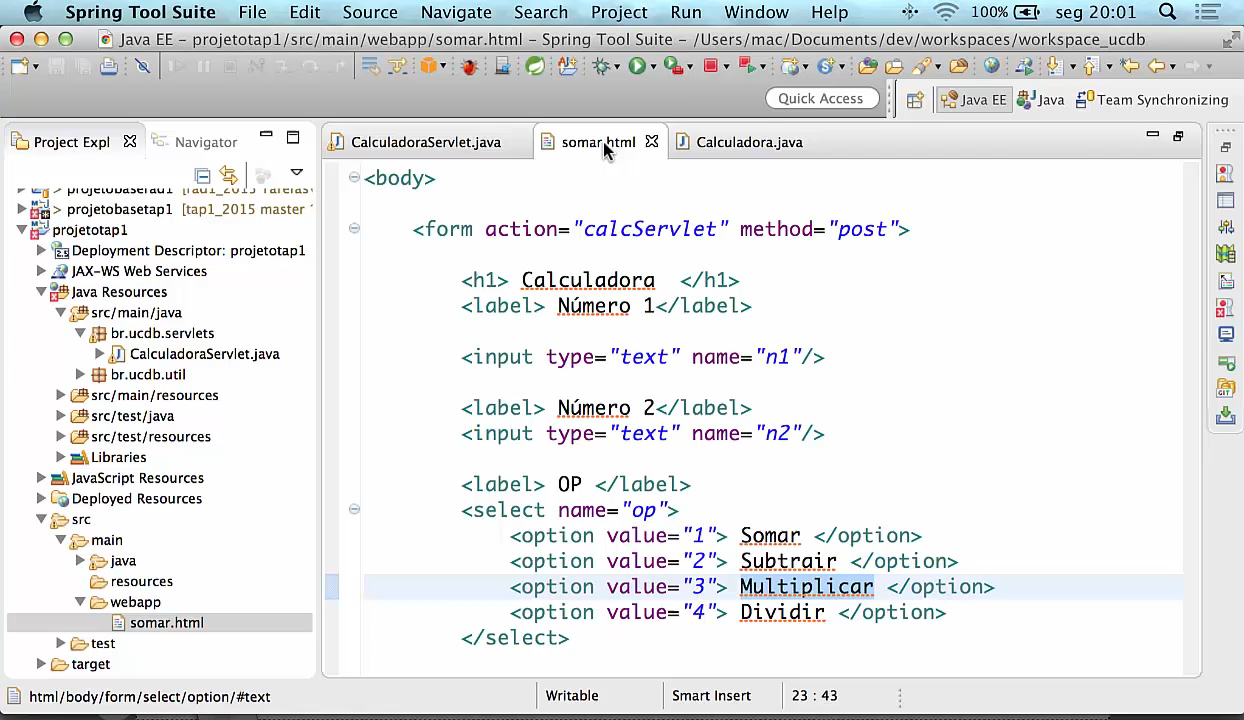 Spring Tool Suite File Edit Source Navigate Search Project Run Window Help 100% seg 20:01
Java EE – projetotap1/src/main/webapp/somar.html – Spring Tool Suite – /Users/mac/Documents/dev/workspaces/workspace_ucdb
Quick Access Java EE Java Team Synchronizing
Project Expl Navigator
CalculadoraServlet.java somar.html Calculadora.java
> projetobasetap1 [tap1_2015 master
projetotap1
Deployment Descriptor: projetotap1
JAX-WS Web Services
Java Resources
src/main/java
br.ucdb.servlets
CalculadoraServlet.java
br.ucdb.util
src/main/resources
src/test/java
src/test/resources
Libraries
JavaScript Resources
Deployed Resources
src
main
java
resources
webapp
somar.html
test
target
<body>
<form action="calcServlet" method="post">
<h1> Calculadora </h1>
<label> Número 1</label>
<input type="text" name="n1"/>
<label> Número 2</label>
<input type="text" name="n2"/>
<label> OP </label>
<select name="op">
<option value="1"> Somar </option>
<option value="2"> Subtrair </option>
<option value="3"> Multiplicar </option>
<option value="4"> Dividir </option>
</select>
html/body/form/select/option/#text Writable Smart Insert 23 : 43